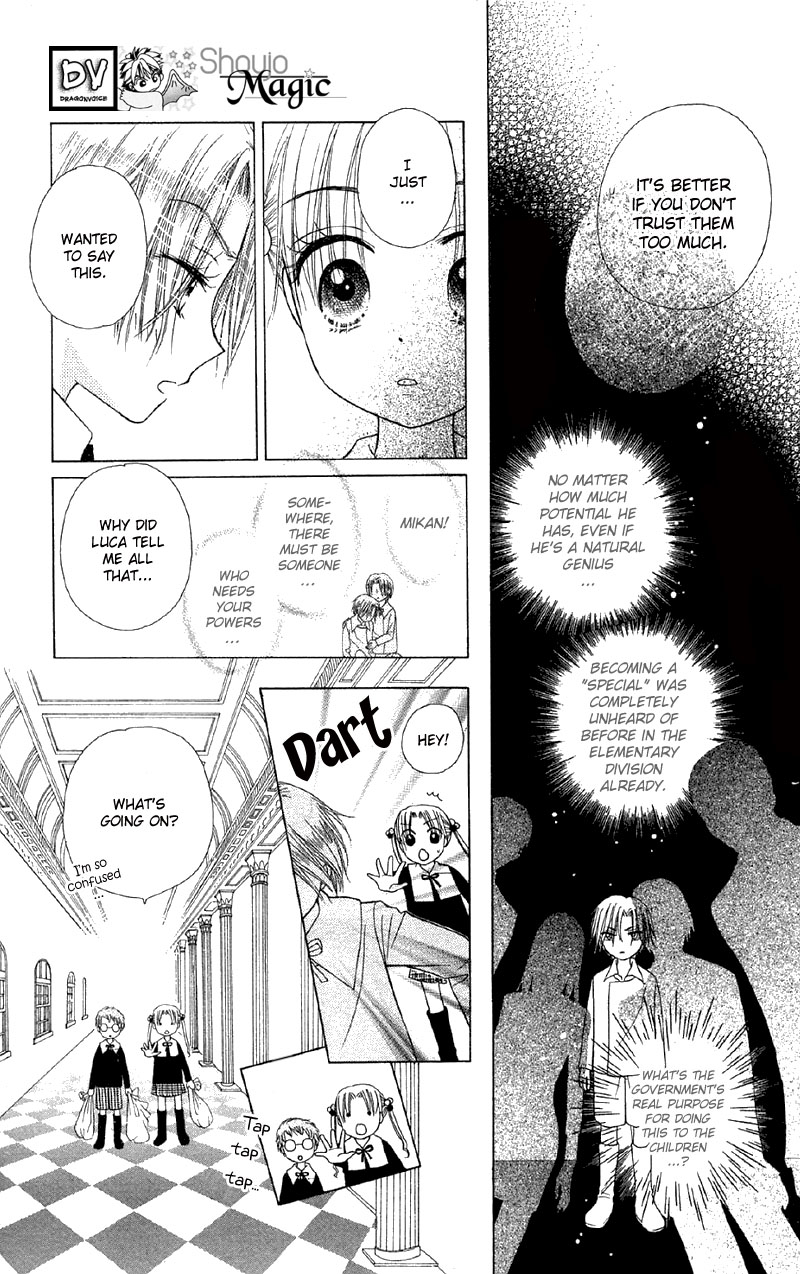 DV
DRAGONVOICE
Shoujo
Magic
IT'S BETTER
IF YOU DON'T
TRUST THEM
TOO MUCH.
NO MATTER
HOW MUCH
POTENTIAL HE
HAS, EVEN IF
HE'S A NATURAL
GENIUS
...
BECOMING A
"SPECIAL" WAS
COMPLETELY
UNHEARD OF
BEFORE IN THE
ELEMENTARY
DIVISION
ALREADY.
WHAT'S THE
GOVERNMENT'S
REAL PURPOSE
FOR DOING
THIS TO THE
CHILDREN
...?
I
JUST
...
WANTED
TO SAY
THIS.
MIKAN!
SOME-
WHERE,
THERE
MUST BE
SOMEONE
...
WHO
NEEDS
YOUR
POWERS
...
WHY DID
LUCA TELL
ME ALL
THAT...
HEY!
Dart
Tap
tap
tap...
WHAT'S
GOING ON?
I'm so
confused
...